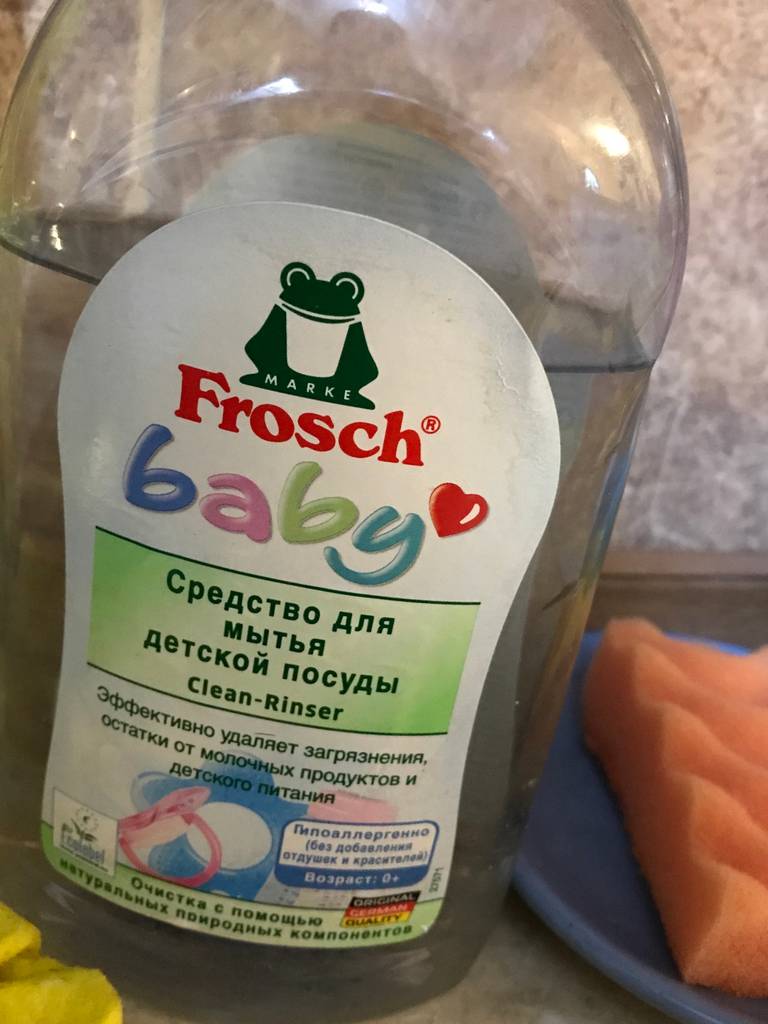 MARKE
Frosch®
baby
Средство для
мытья
детской посуды
Clean-Rinser
Эффективно удаляет загрязнения,
остатки от молочных продуктов и
детского питания
Ecolabel
Гипоаллергенно
(без добавления
отдушек и красителей)
Возраст: 0+
ORIGINAL
GERMAN
QUALITY
Очистка с помощью
натуральных природных компонентов